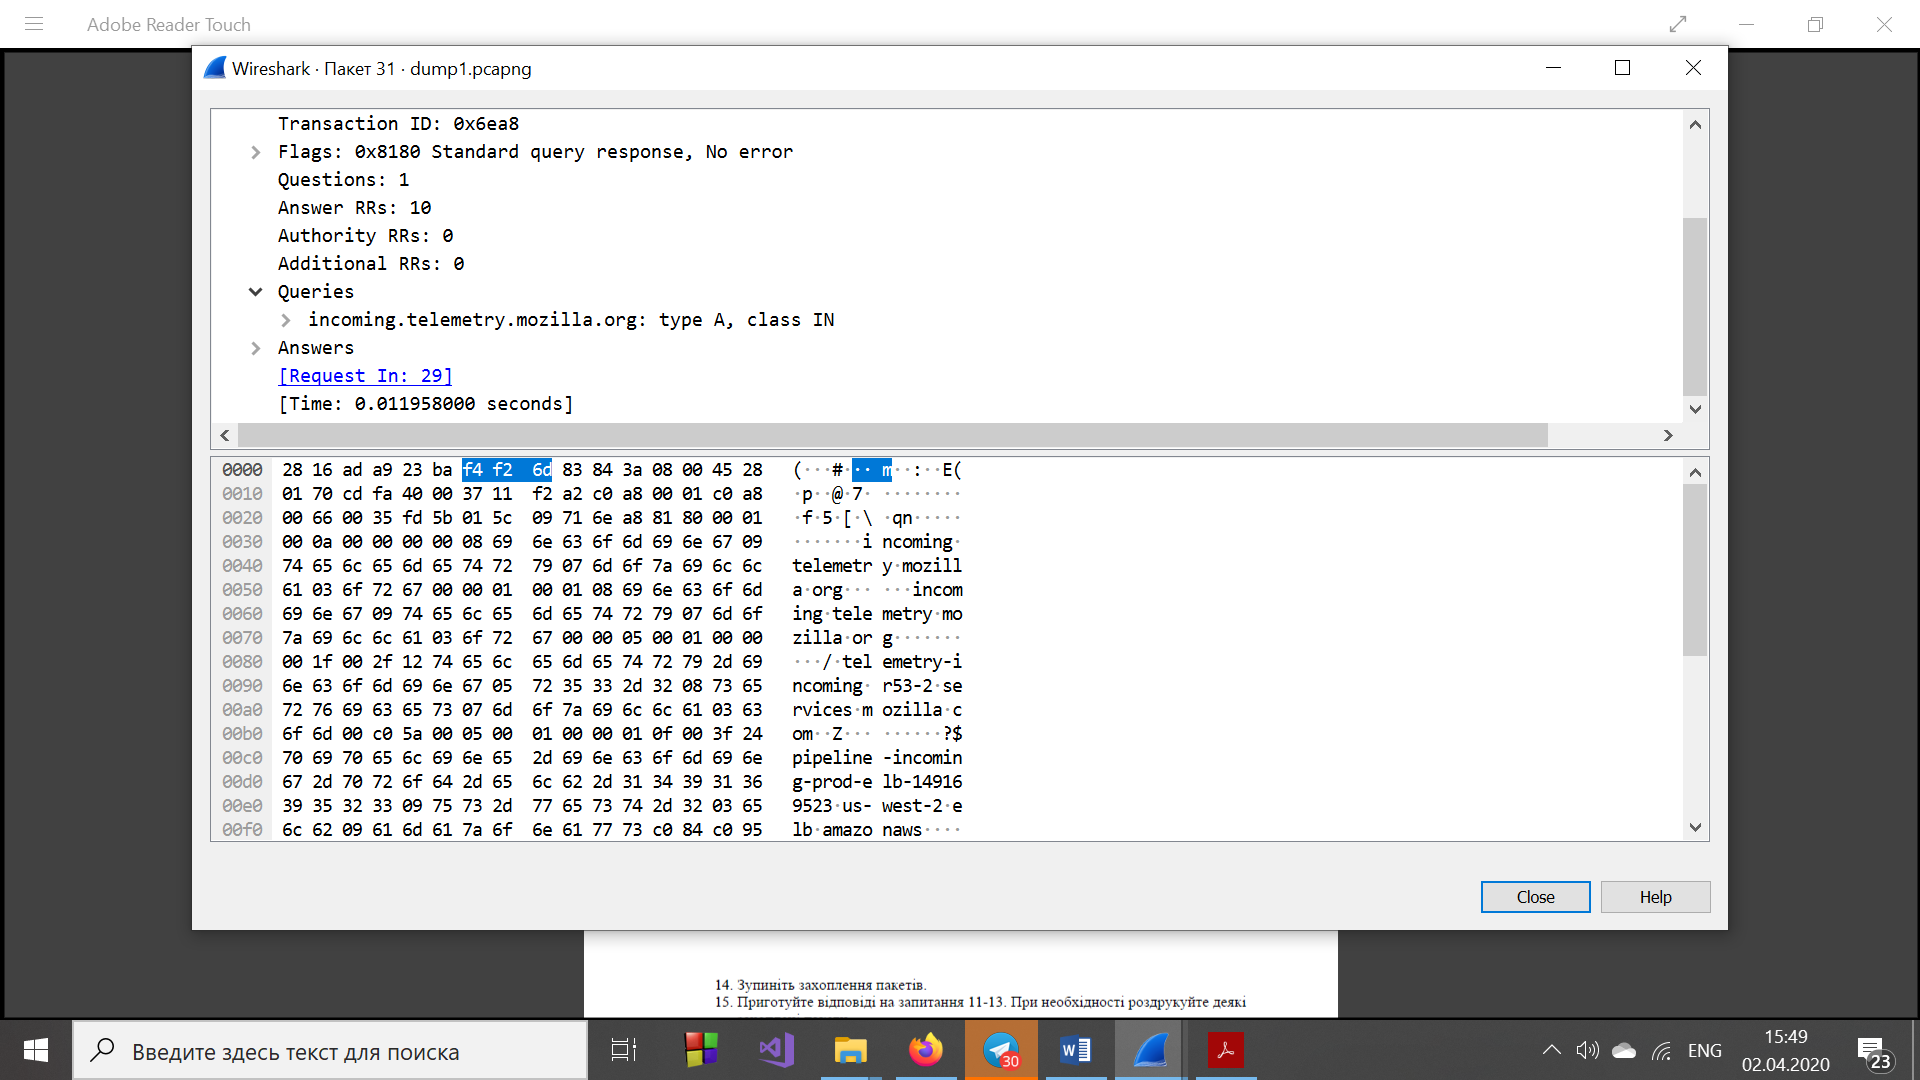 Adobe Reader Touch
Wireshark · Пакет 31 · dump1.pcapng
Transaction ID: 0x6ea8
Flags: 0x8180 Standard query response, No error
Questions: 1
Answer RRs: 10
Authority RRs: 0
Additional RRs: 0
Queries
incoming.telemetry.mozilla.org: type A, class IN
Answers
[Request In: 29]
[Time: 0.011958000 seconds]
0000 28 16 ad a9 23 ba f4 f2 6d 83 84 3a 08 00 45 28 (···#···m··:··E(
0010 01 70 cd fa 40 00 37 11 f2 a2 c0 a8 00 01 c0 a8 ·p··@·7· ········
0020 00 66 00 35 fd 5b 01 5c 09 71 6e a8 81 80 00 01 ·f·5·[·\ ·qn·····
0030 00 0a 00 00 00 00 08 69 6e 63 6f 6d 69 6e 67 09 ·······i ncoming·
0040 74 65 6c 65 6d 65 74 72 79 07 6d 6f 7a 69 6c 6c telemetr y·mozill
0050 61 03 6f 72 67 00 00 01 00 01 08 69 6e 63 6f 6d a·org··· ···incom
0060 69 6e 67 09 74 65 6c 65 6d 65 74 72 79 07 6d 6f ing·tele metry·mo
0070 7a 69 6c 6c 61 03 6f 72 67 00 00 05 00 01 00 00 zilla·or g·······
0080 00 1f 00 2f 12 74 65 6c 65 6d 65 74 72 79 2d 69 ···/·tel emetry-i
0090 6e 63 6f 6d 69 6e 67 05 72 35 33 2d 32 08 73 65 ncoming· r53-2·se
00a0 72 76 69 63 65 73 07 6d 6f 7a 69 6c 6c 61 03 63 rvices·m ozilla·c
00b0 6f 6d 00 c0 5a 00 05 00 01 00 00 01 0f 00 3f 24 om··Z··· ······?$
00c0 70 69 70 65 6c 69 6e 65 2d 69 6e 63 6f 6d 69 6e pipeline -incomin
00d0 67 2d 70 72 6f 64 2d 65 6c 62 2d 31 34 39 31 36 g-prod-e lb-14916
00e0 39 35 32 33 09 75 73 2d 77 65 73 74 2d 32 03 65 9523·us- west-2·e
00f0 6c 62 09 61 6d 61 7a 6f 6e 61 77 73 c0 84 c0 95 lb·amazo naws····
Close Help
14. Зупиніть захоплення пакетів.
15. Приготуйте відповіді на запитання 11-13. При необхідності роздрукуйте деякі
Введите здесь текст для поиска
30
ENG
15:49
02.04.2020
23